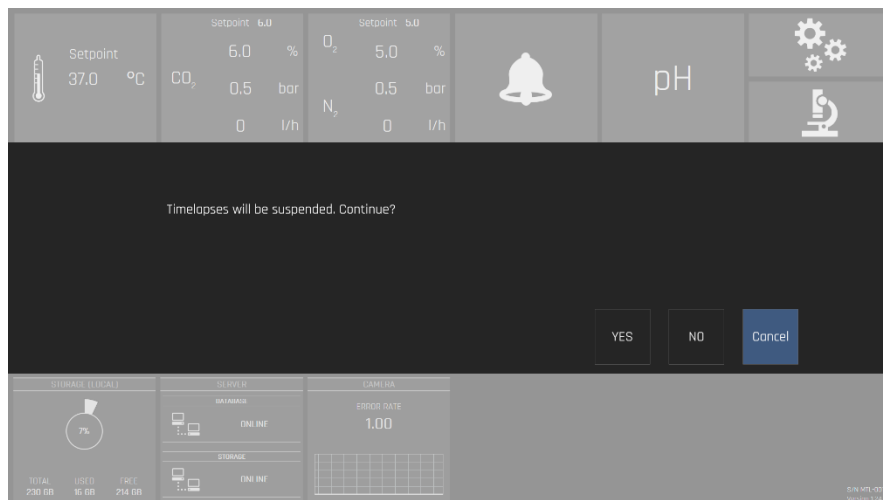 Setpoint
37.0 °C
CO₂
Setpoint 6.0
6.0 %
0.5 bar
0 l/h
Setpoint 5.0
O₂
5.0 %
0.5 bar
N₂
0 l/h
pH
Timelapses will be suspended. Continue?
YES
NO
Cancel
STORAGE (LOCAL)
7%
TOTAL USED FREE
230 GB 16 GB 214 GB
SERVER
DATABASE
ONLINE
STORAGE
ONLINE
CAMERA
ERROR RATE
1.00